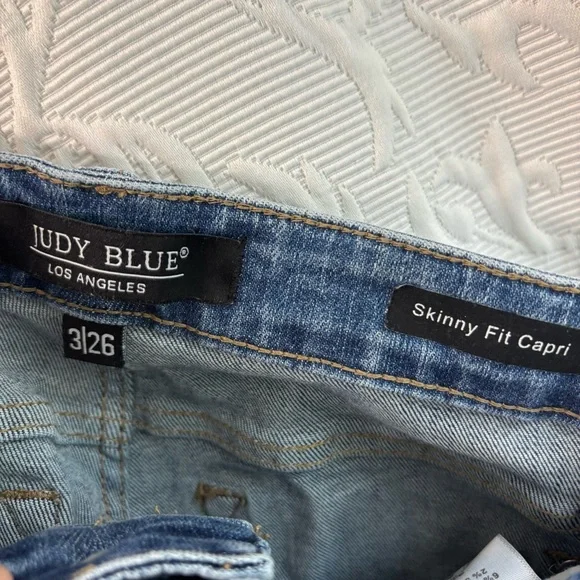 JUDY BLUE®
LOS ANGELES
3|26
Skinny Fit Capri